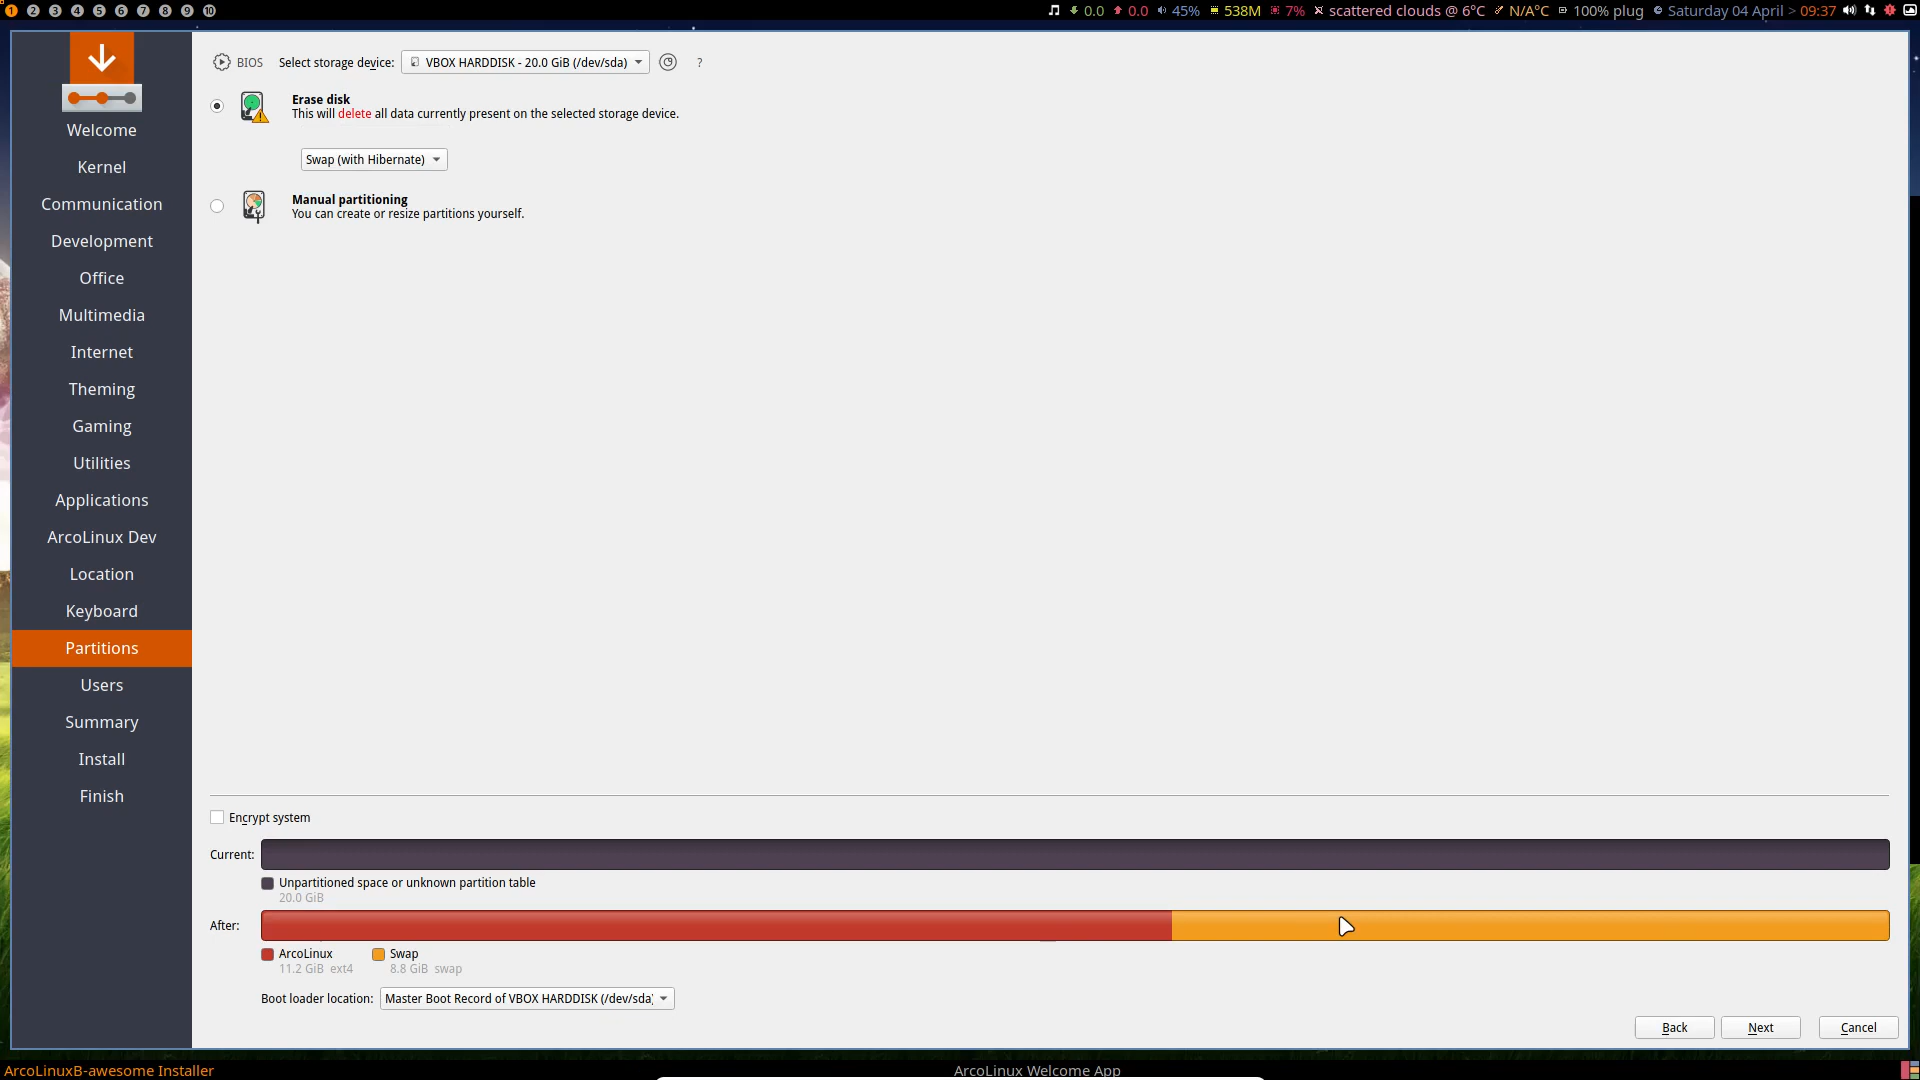 1 2 3 4 5 6 7 8 9 10
0.0 0.0 45% 538M 7% scattered clouds @ 6°C N/A°C 100% plug Saturday 04 April > 09:37
Welcome
Kernel
Communication
Development
Office
Multimedia
Internet
Theming
Gaming
Utilities
Applications
ArcoLinux Dev
Location
Keyboard
Partitions
Users
Summary
Install
Finish
BIOS Select storage device: VBOX HARDDISK - 20.0 GiB (/dev/sda) ?
Erase disk
This will delete all data currently present on the selected storage device.
Swap (with Hibernate)
Manual partitioning
You can create or resize partitions yourself.
Encrypt system
Current:
Unpartitioned space or unknown partition table
20.0 GiB
After:
ArcoLinux Swap
11.2 GiB ext4 8.8 GiB swap
Boot loader location: Master Boot Record of VBOX HARDDISK (/dev/sda)
Back Next Cancel
ArcoLinuxB-awesome Installer ArcoLinux Welcome App